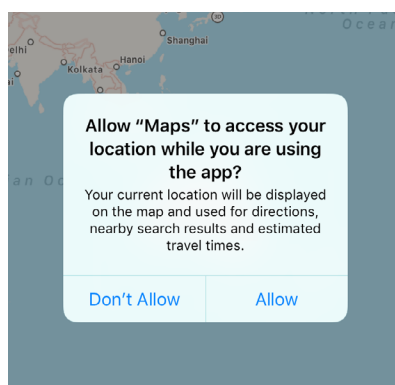 Shanghai
elhi
Hanoi
Kolkata
Allow “Maps” to access your
location while you are using
the app?
Your current location will be displayed
on the map and used for directions,
nearby search results and estimated
travel times.
Don’t Allow
Allow